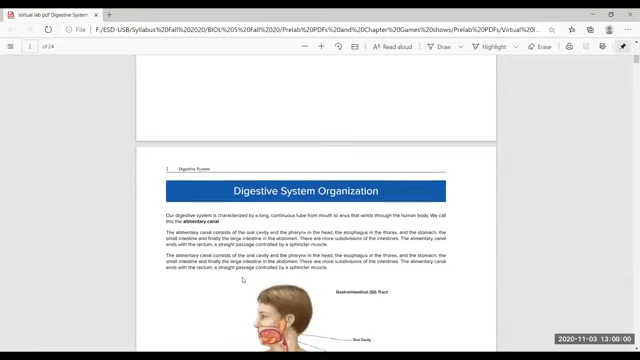 Virtual lab pdf Digestive System
File
F:/ESD-USB/Syllabus%20Fall%202020/BIOL%205%20Fall%2020/Prelab%20PDFs%20and%20Chapter%20Games%20shows/Prelab%20PDFs/Virtual%20l...
2 of 24
Read aloud
Draw
Highlight
Erase
2 Digestive System
Digestive System Organization
Our digestive system is characterized by a long, continuous tube from mouth to anus that winds through the human body. We call
this the alimentary canal.
The alimentary canal consists of the oral cavity and the pharynx in the head, the esophagus in the thorax, and the stomach, the
small intestine and finally the large intestine in the abdomen. There are more subdivisions of the intestines. The alimentary canal
ends with the rectum, a straight passage controlled by a sphincter muscle.
The alimentary canal consists of the oral cavity and the pharynx in the head, the esophagus in the thorax, and the stomach, the
small intestine and finally the large intestine in the abdomen. There are more subdivisions of the intestines. The alimentary canal
ends with the rectum, a straight passage controlled by a sphincter muscle.
Gastrointestinal (GI) Tract
Oral Cavity
2020-11-03 13:09:00